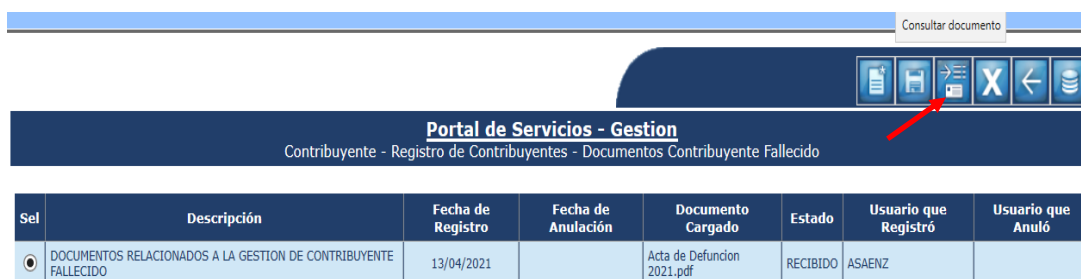 Consultar documento
Portal de Servicios - Gestion
Contribuyente - Registro de Contribuyentes - Documentos Contribuyente Fallecido
Sel Descripción Fecha de Registro Fecha de Anulación Documento Cargado Estado Usuario que Registró Usuario que Anuló
DOCUMENTOS RELACIONADOS A LA GESTION DE CONTRIBUYENTE FALLECIDO 13/04/2021 Acta de Defuncion 2021.pdf RECIBIDO ASAENZ